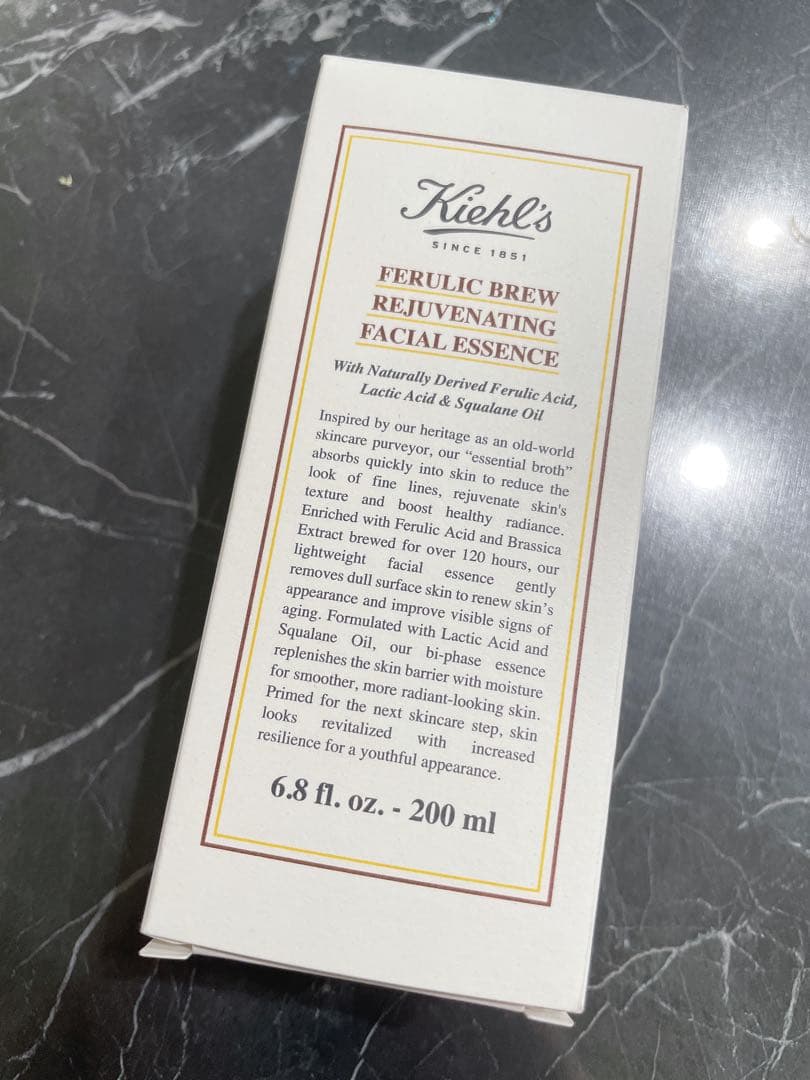 Kiehl's
SINCE 1851
FERULIC BREW
REJUVENATING
FACIAL ESSENCE
With Naturally Derived Ferulic Acid,
Lactic Acid & Squalane Oil
Inspired by our heritage as an old-world
skincare purveyor, our “essential broth”
absorbs quickly into skin to reduce the
look of fine lines, rejuvenate skin's
texture and boost healthy radiance.
Enriched with Ferulic Acid and Brassica
Extract brewed for over 120 hours, our
lightweight facial essence gently
removes dull surface skin to renew skin’s
appearance and improve visible signs of
aging. Formulated with Lactic Acid and
Squalane Oil, our bi-phase essence
replenishes the skin barrier with moisture
for smoother, more radiant-looking skin.
Primed for the next skincare step, skin
looks revitalized with increased
resilience for a youthful appearance.
6.8 fl. oz. - 200 ml